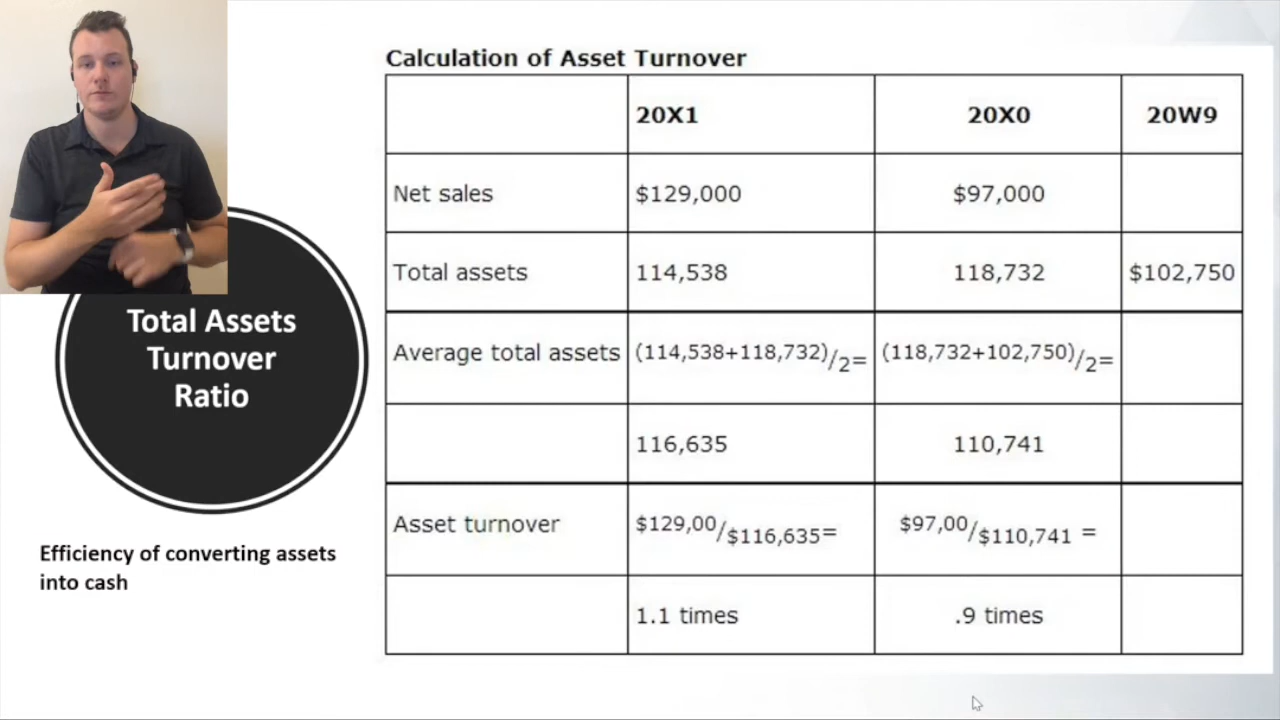 Calculation of Asset Turnover
20X1 20X0 20W9
Net sales $129,000 $97,000
Total assets 114,538 118,732 $102,750
Average total assets (114,538+118,732)/2= (118,732+102,750)/2=
116,635 110,741
Asset turnover $129,00/$116,635= $97,00/$110,741 =
1.1 times .9 times
Total Assets
Turnover
Ratio
Efficiency of converting assets
into cash